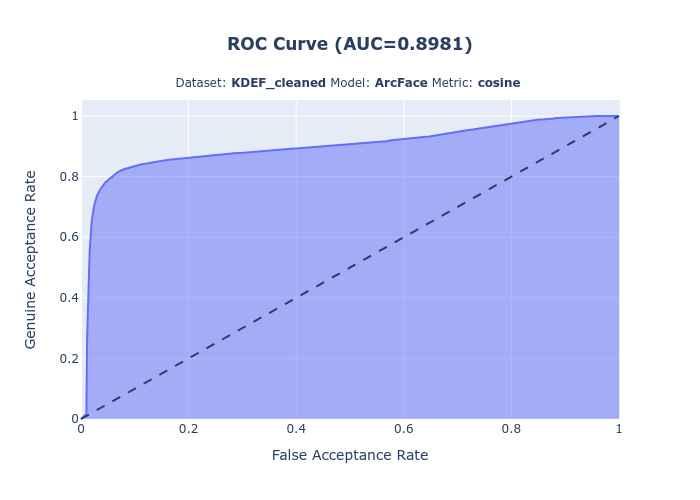 ROC Curve (AUC=0.8981)
Dataset: KDEF_cleaned Model: ArcFace Metric: cosine
1
0.8
0.6
0.4
0.2
0
Genuine Acceptance Rate
0 0.2 0.4 0.6 0.8 1
False Acceptance Rate